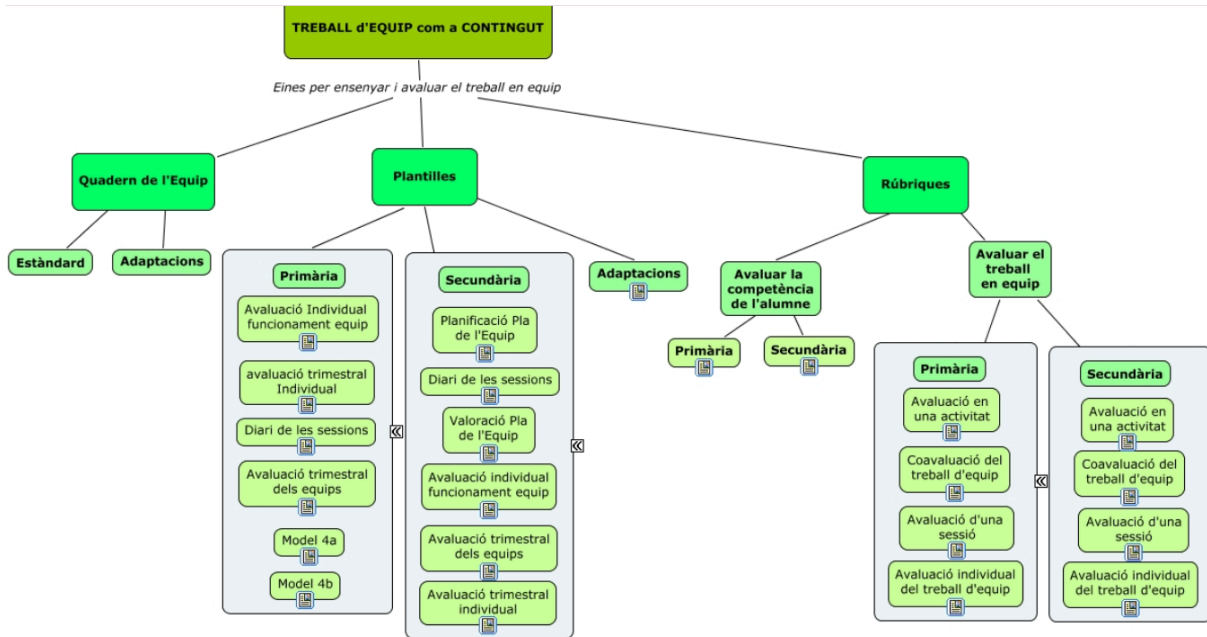 TREBALL d'EQUIP com a CONTINGUT
Eines per ensenyar i avaluar el treball en equip
Quadern de l'Equip
Estàndard
Adaptacions
Plantilles
Primària
Avaluació Individual
funcionament equip
avaluació trimestral
Individual
Diari de les sessions
Avaluació trimestral
dels equips
Model 4a
Model 4b
Secundària
Planificació Pla
de l'Equip
Diari de les sessions
Valoració Pla
de l'Equip
Avaluació individual
funcionament equip
Avaluació trimestral
dels equips
Avaluació trimestral
individual
Adaptacions
Rúbriques
Avaluar la
competència
de l'alumne
Primària
Secundària
Avaluar el
treball
en equip
Primària
Avaluació en
una activitat
Coavaluació del
treball d'equip
Avaluació d'una
sessió
Avaluació individual
del treball d'equip
Secundària
Avaluació en
una activitat
Coavaluació del
treball d'equip
Avaluació d'una
sessió
Avaluació individual
del treball d'equip